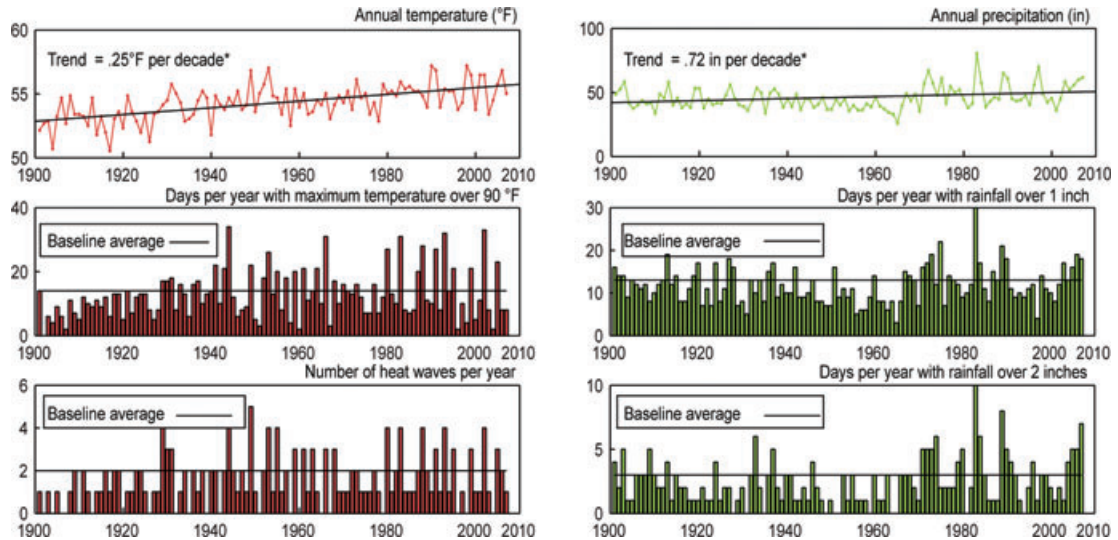 Annual temperature (°F)
Trend = .25°F per decade*
60
55
50
1900 1920 1940 1960 1980 2000 2010
Days per year with maximum temperature over 90 °F
Baseline average
40
20
0
1900 1920 1940 1960 1980 2000 2010
Number of heat waves per year
Baseline average
6
4
2
0
1900 1920 1940 1960 1980 2000 2010
Annual precipitation (in)
Trend = .72 in per decade*
100
50
0
1900 1920 1940 1960 1980 2000 2010
Days per year with rainfall over 1 inch
Baseline average
30
20
10
0
1900 1920 1940 1960 1980 2000 2010
Days per year with rainfall over 2 inches
Baseline average
10
5
0
1900 1920 1940 1960 1980 2000 2010